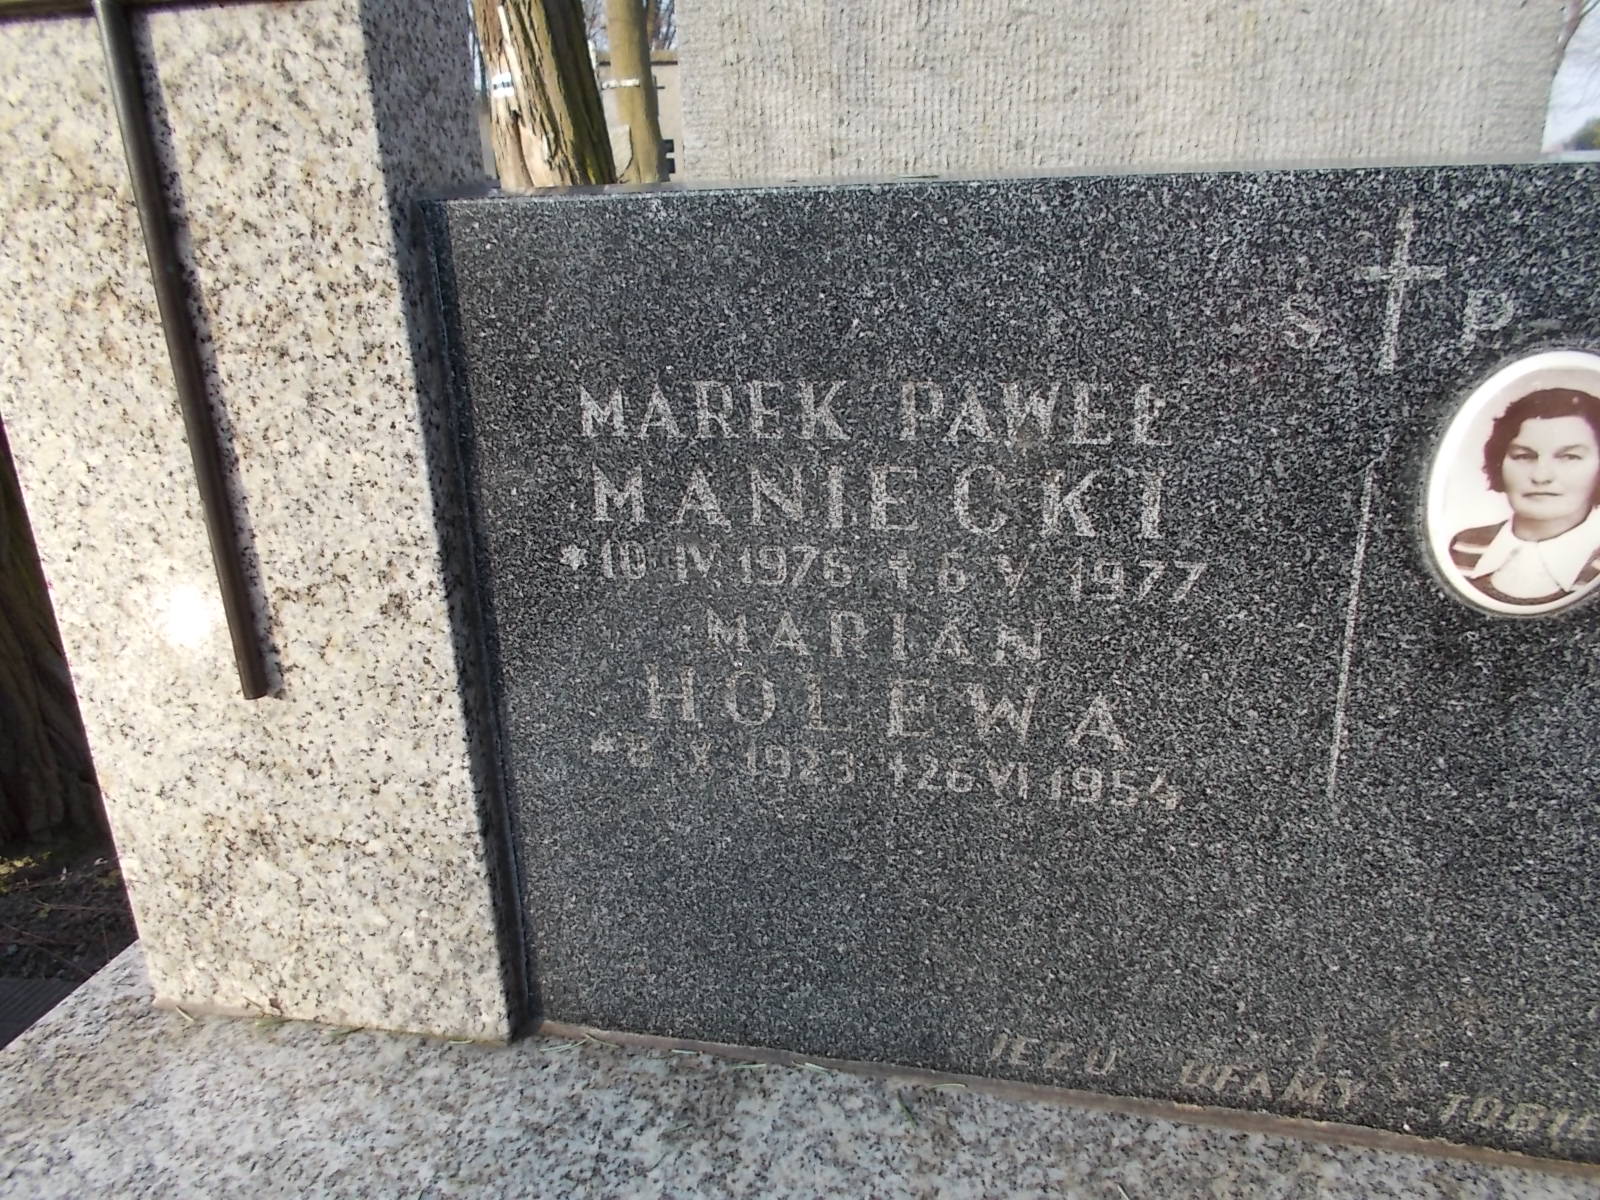 S P
MAREK PAWEŁ
MANIECKI
*10 IV 1976 †6 V 1977
MARIAN
HOLEWA
*8 X 1923 †26 VI 1954
JEZU UFAMY TOBIE